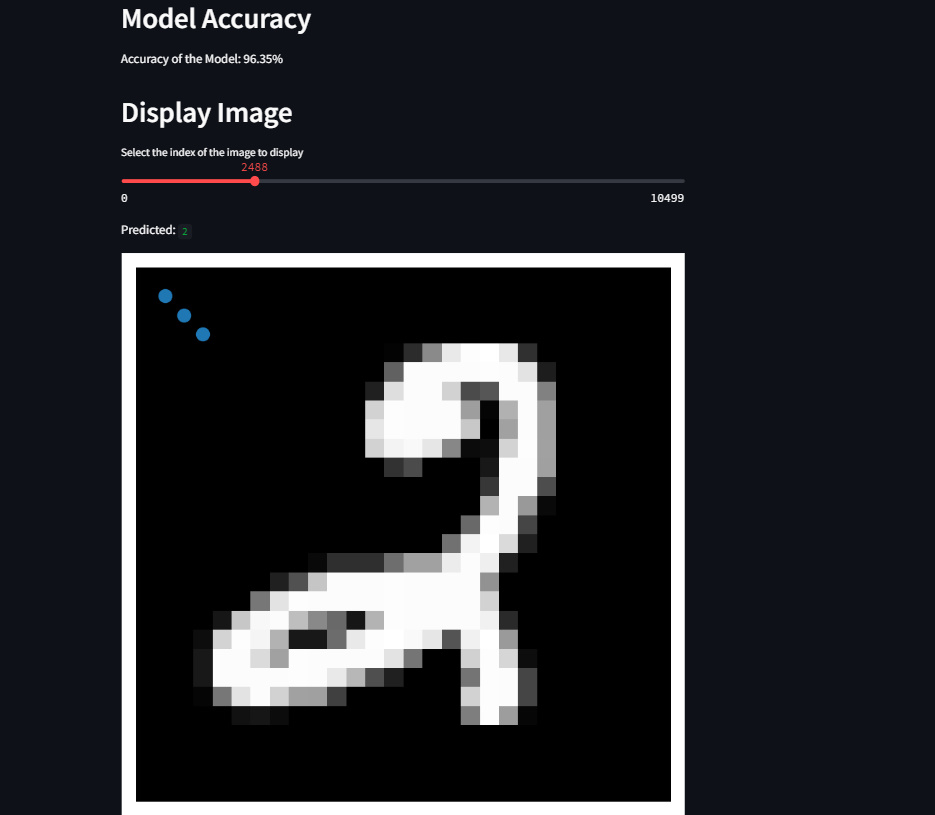 Model Accuracy
Accuracy of the Model: 96.35%
Display Image
Select the index of the image to display
2488
0 10499
Predicted: 2
2